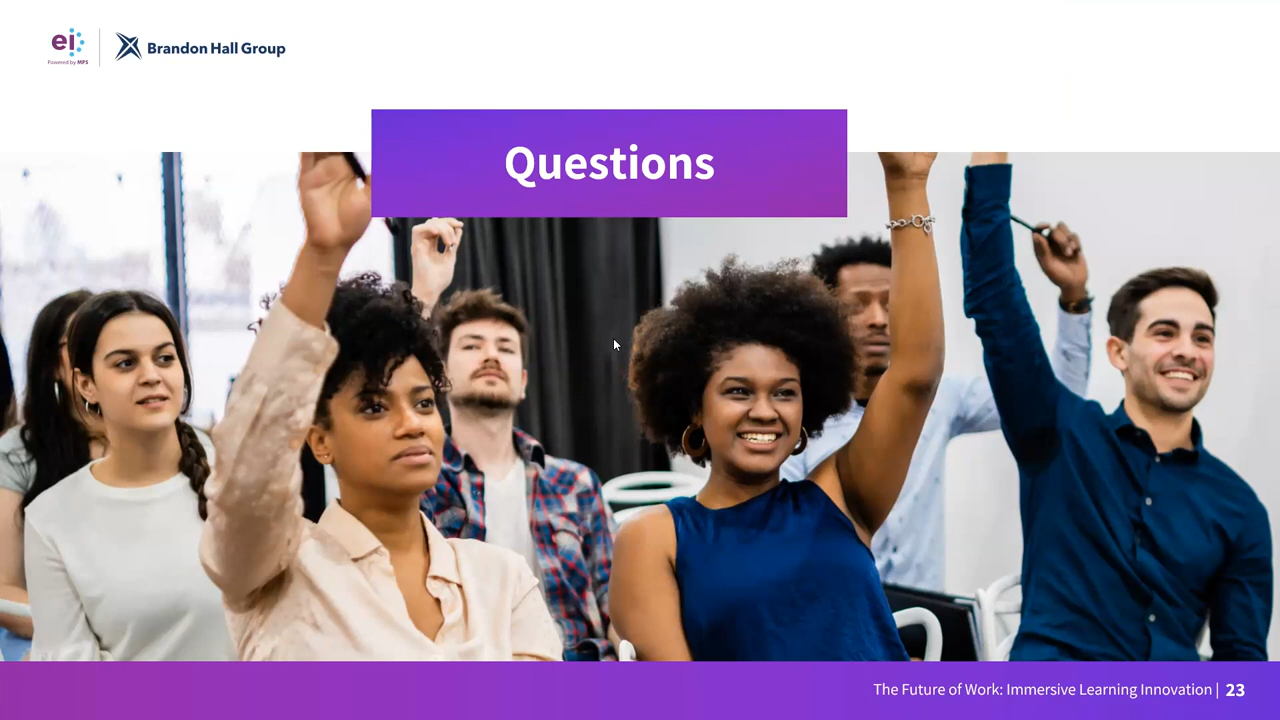 ei
Powered by MPS
Brandon Hall Group
Questions
The Future of Work: Immersive Learning Innovation | 23